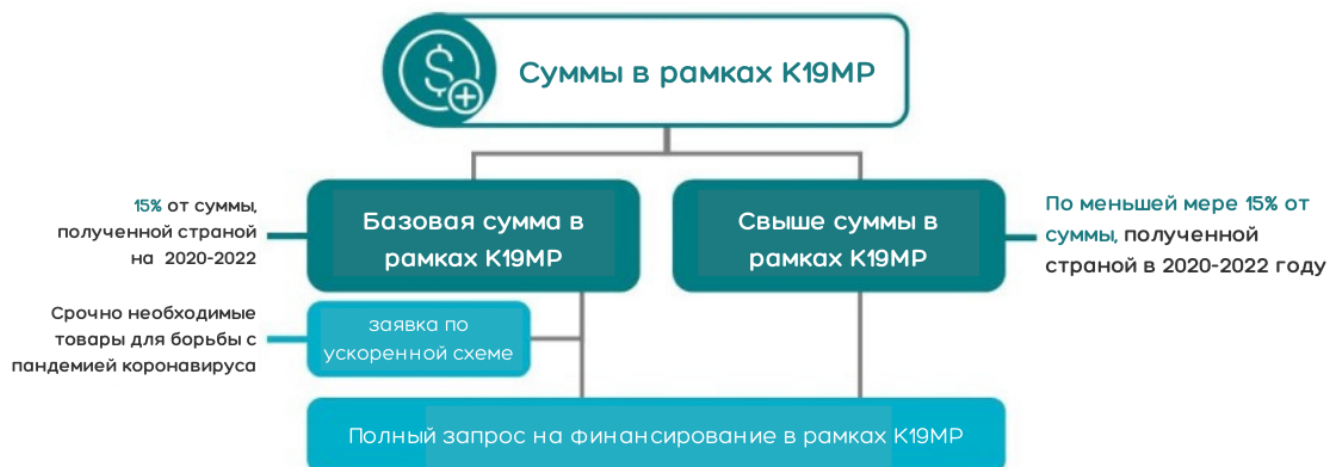 Суммы в рамках К19МР
15% от суммы,
полученной страной
на 2020-2022
Базовая сумма в
рамках К19МР
Свыше суммы в
рамках К19МР
По меньшей мере 15% от
суммы, полученной
страной в 2020-2022 году
Срочно необходимые
товары для борьбы с
пандемией коронавируса
заявка по
ускоренной схеме
Полный запрос на финансирование в рамках К19МР